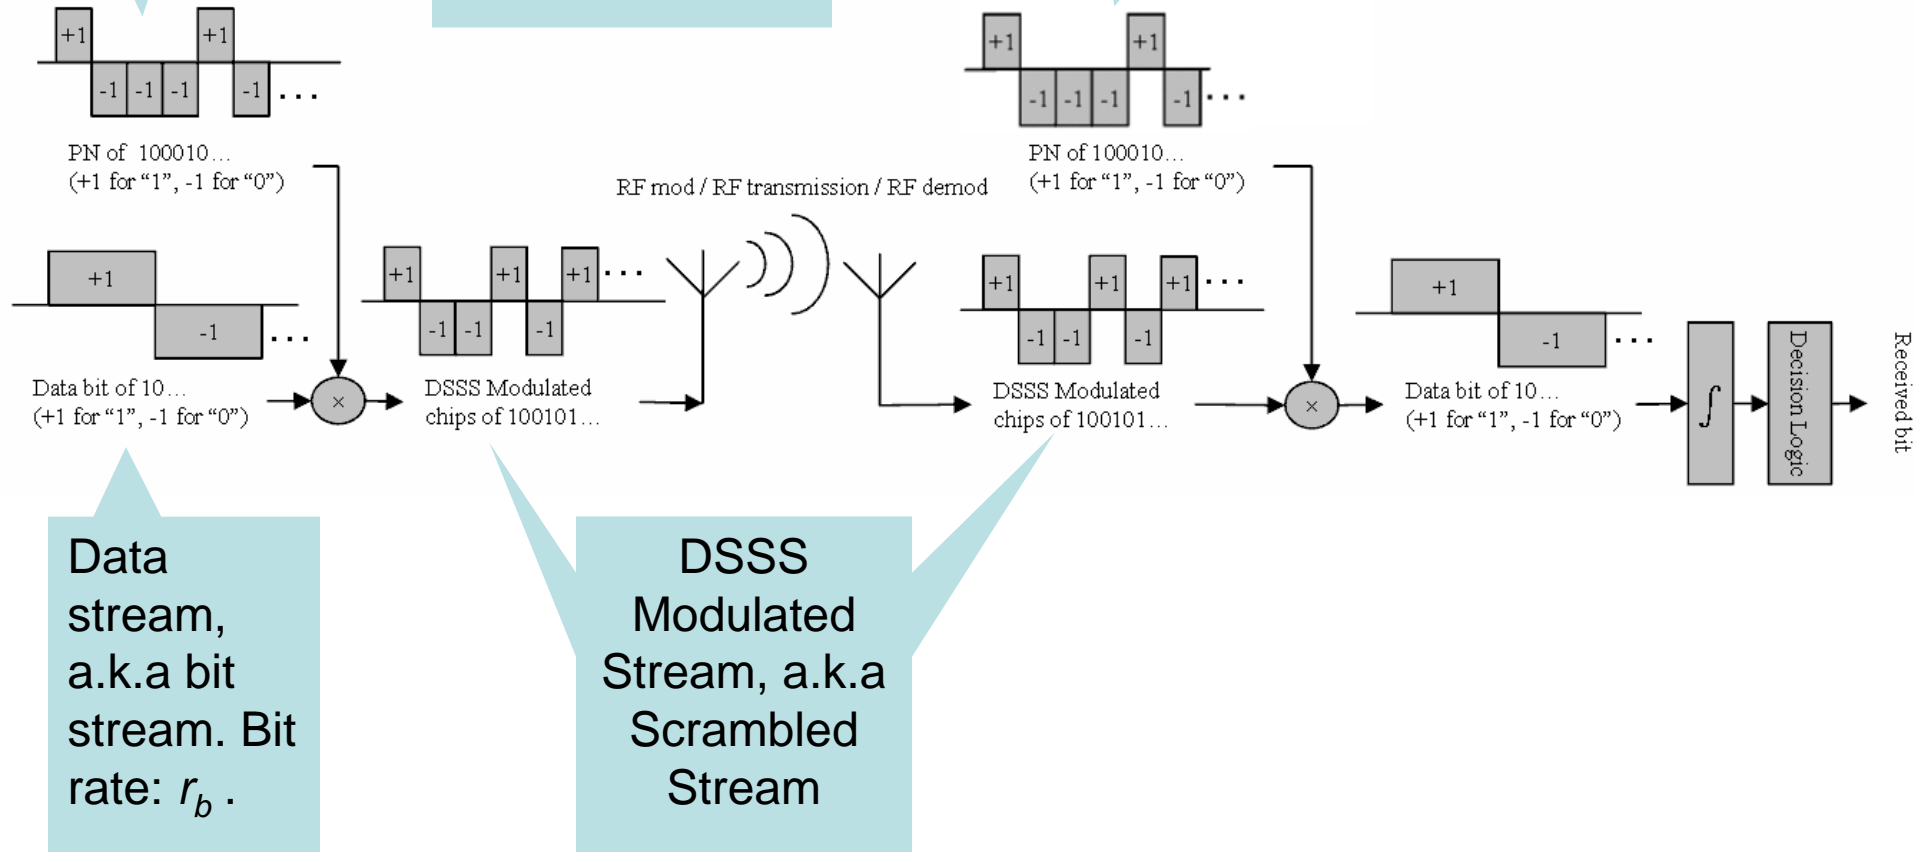 +1 +1
-1 -1 -1 -1 ...
PN of 100010...
(+1 for “1”, -1 for “0”)
+1 +1
-1 -1 -1 -1 ...
PN of 100010...
(+1 for “1”, -1 for “0”)
RF mod / RF transmission / RF demod
+1
-1 ...
Data bit of 10...
(+1 for “1”, -1 for “0”)
×
+1 +1 +1 ...
-1 -1 -1
DSSS Modulated
chips of 100101...
+1 +1 +1 ...
-1 -1 -1
DSSS Modulated
chips of 100101...
×
+1
-1 ...
Data bit of 10...
(+1 for “1”, -1 for “0”)
∫
Decision Logic
Received bit
Data
stream,
a.k.a bit
stream. Bit
rate: r_b .
DSSS
Modulated
Stream, a.k.a
Scrambled
Stream